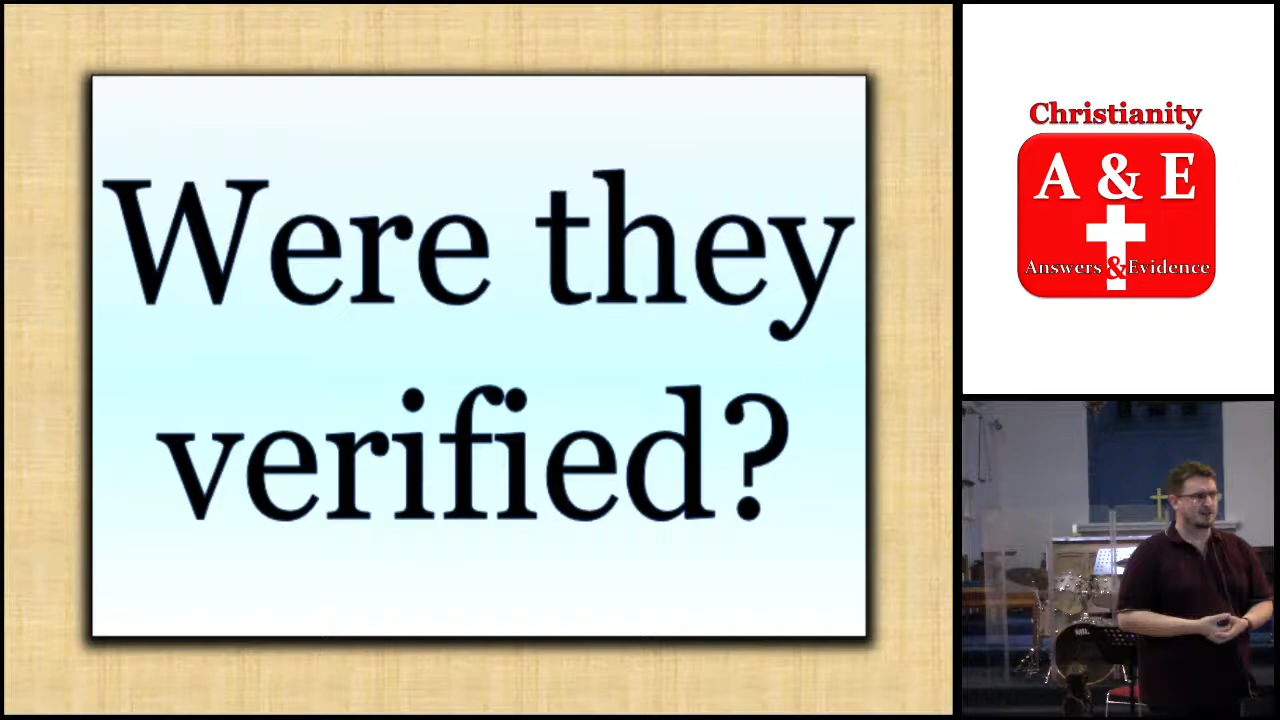 Were they
verified?
Christianity
A & E
Answers & Evidence